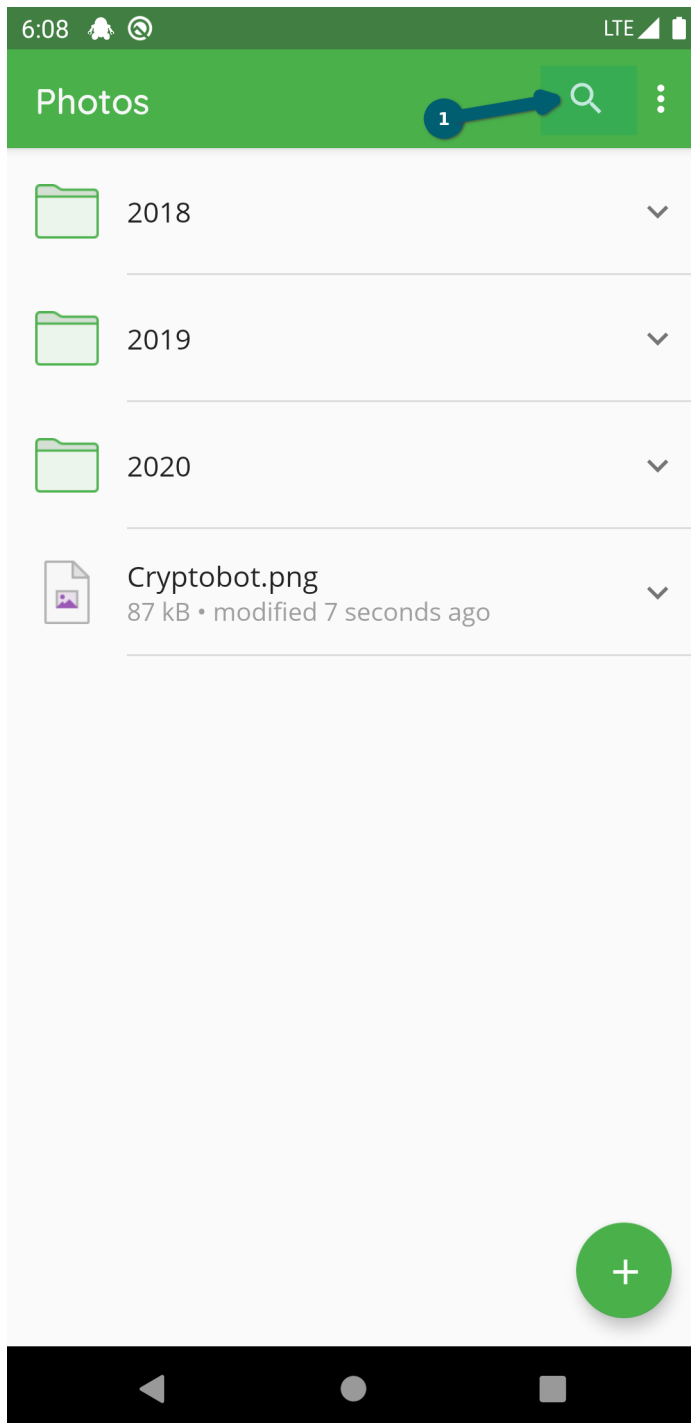 6:08 LTE
Photos
1
2018
2019
2020
Cryptobot.png
87 kB • modified 7 seconds ago